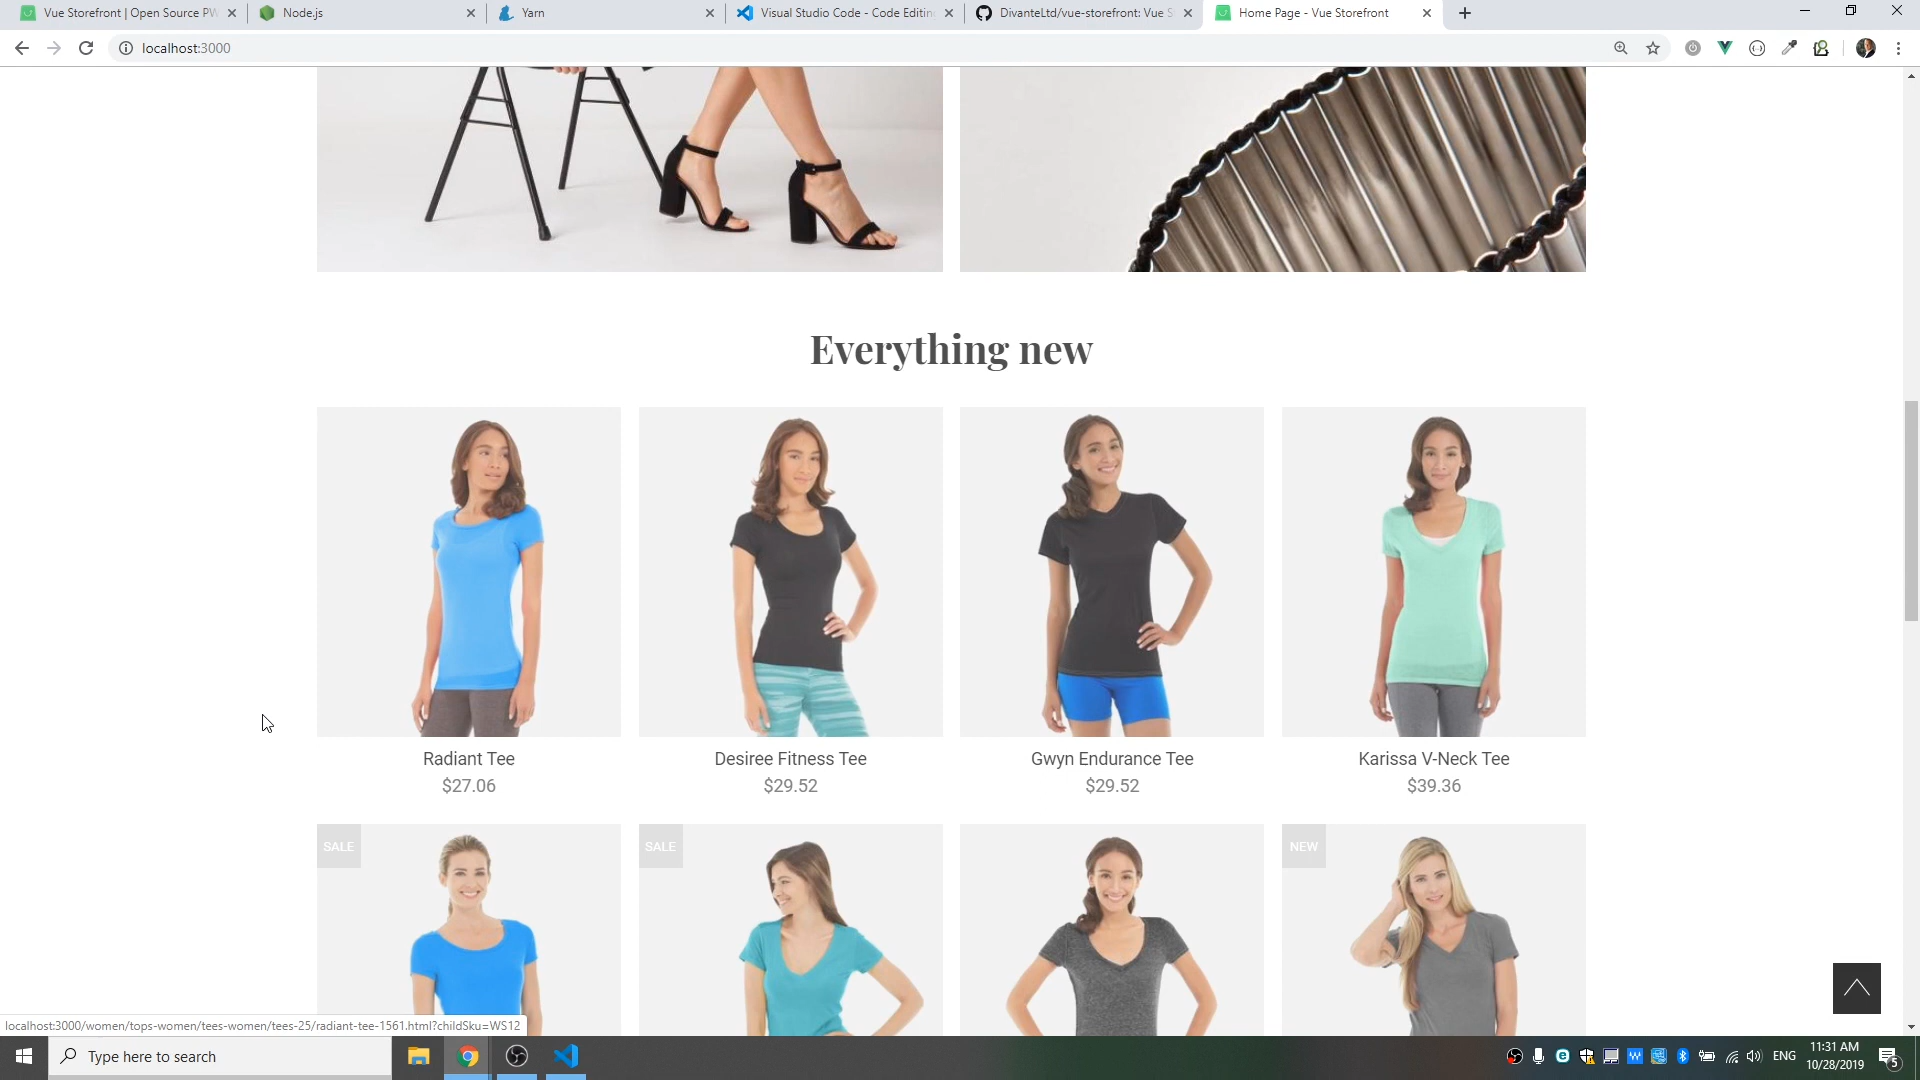 Vue Storefront | Open Source PW
Node.js
Yarn
Visual Studio Code - Code Editin
DivanteLtd/vue-storefront: Vue S
Home Page - Vue Storefront
localhost:3000
Everything new
Radiant Tee
$27.06
Desiree Fitness Tee
$29.52
Gwyn Endurance Tee
$29.52
Karissa V-Neck Tee
$39.36
SALE
SALE
NEW
localhost:3000/women/tops-women/tees-women/tees-25/radiant-tee-1561.html?childSku=WS12
Type here to search
ENG
11:31 AM
10/28/2019
5